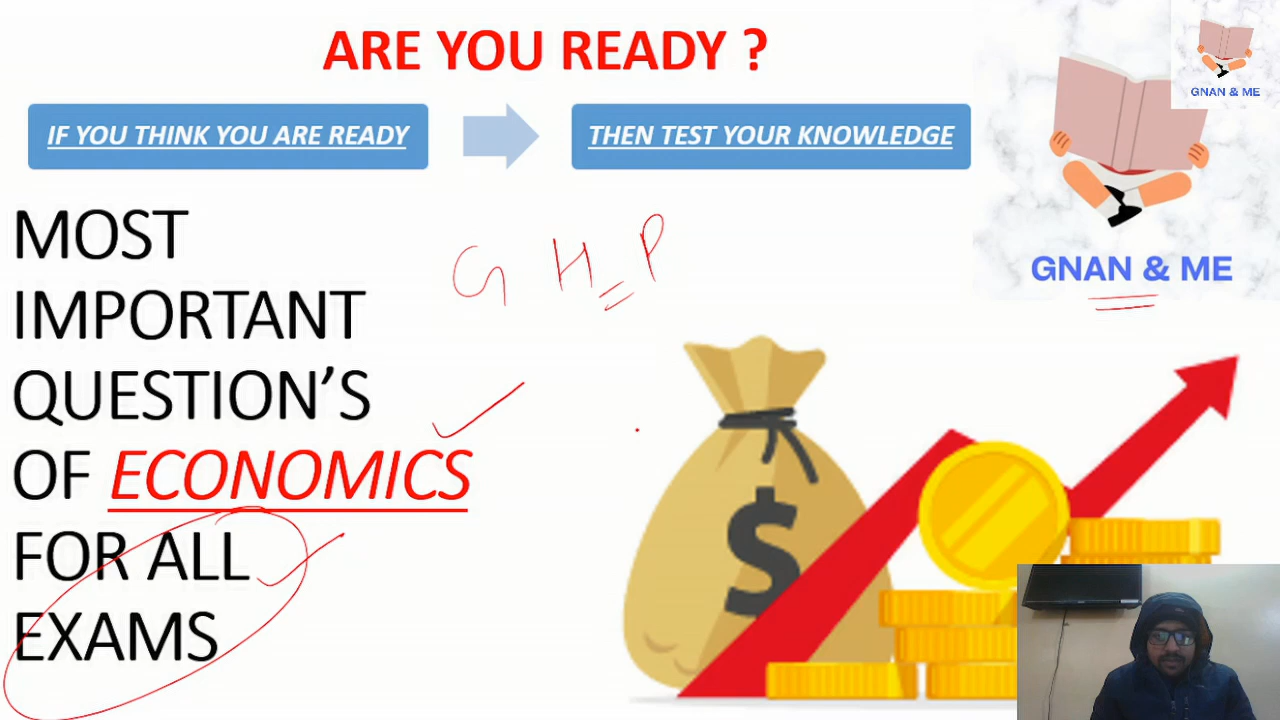 ARE YOU READY ?
IF YOU THINK YOU ARE READY
THEN TEST YOUR KNOWLEDGE
GNAN & ME
GNAN & ME
MOST
IMPORTANT
QUESTION’S
OF ECONOMICS
FOR ALL
EXAMS
G H P
$